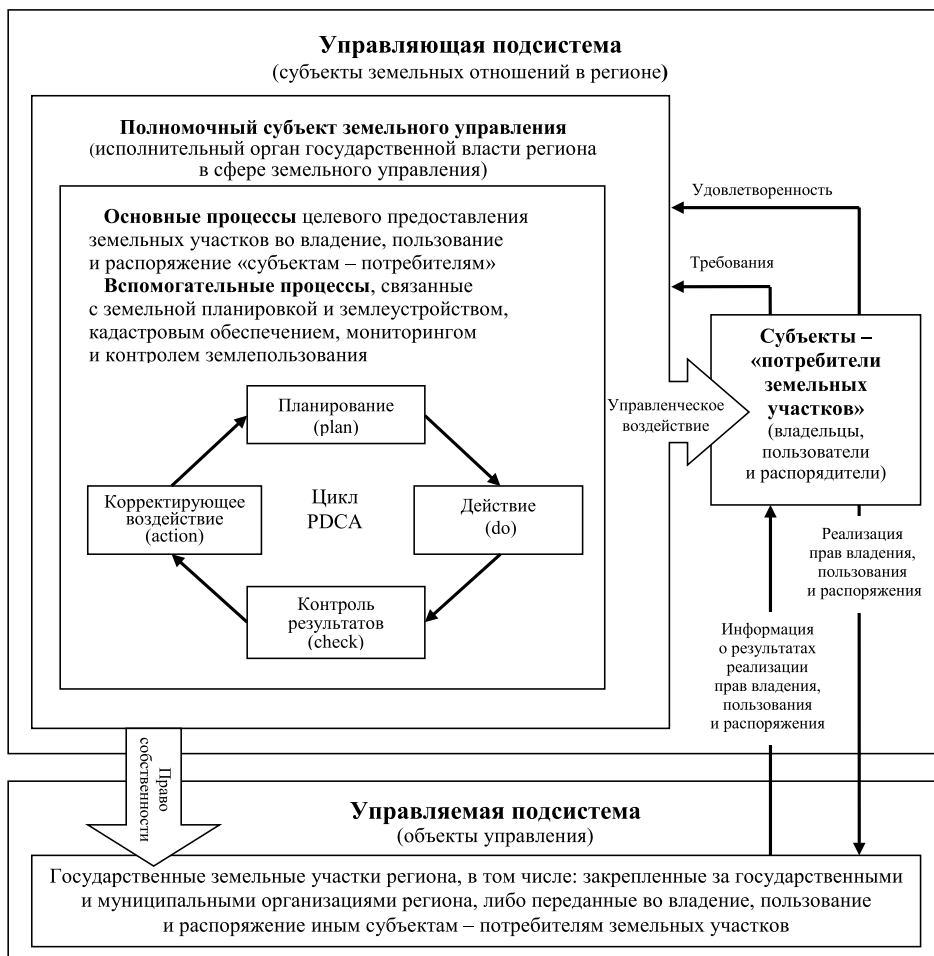 Управляющая подсистема
(субъекты земельных отношений в регионе)
Полномочный субъект земельного управления
(исполнительный орган государственной власти региона
в сфере земельного управления)
Основные процессы целевого предоставления
земельных участков во владение, пользование
и распоряжение «субъектам – потребителям»
Вспомогательные процессы, связанные
с земельной планировкой и землеустройством,
кадастровым обеспечением, мониторингом
и контролем землепользования
Планирование
(plan)
Корректирующее
воздействие
(action)
Цикл
PDCA
Действие
(do)
Контроль
результатов
(check)
Удовлетворенность
Требования
Управленческое
воздействие
Субъекты –
«потребители
земельных
участков»
(владельцы,
пользователи
и распорядители)
Реализация
прав владения,
пользования
и распоряжения
Информация
о результатах
реализации
прав владения,
пользования
и распоряжения
Право
собственности
Управляемая подсистема
(объекты управления)
Государственные земельные участки региона, в том числе: закрепленные за государственными
и муниципальными организациями региона, либо переданные во владение, пользование
и распоряжение иным субъектам – потребителям земельных участков